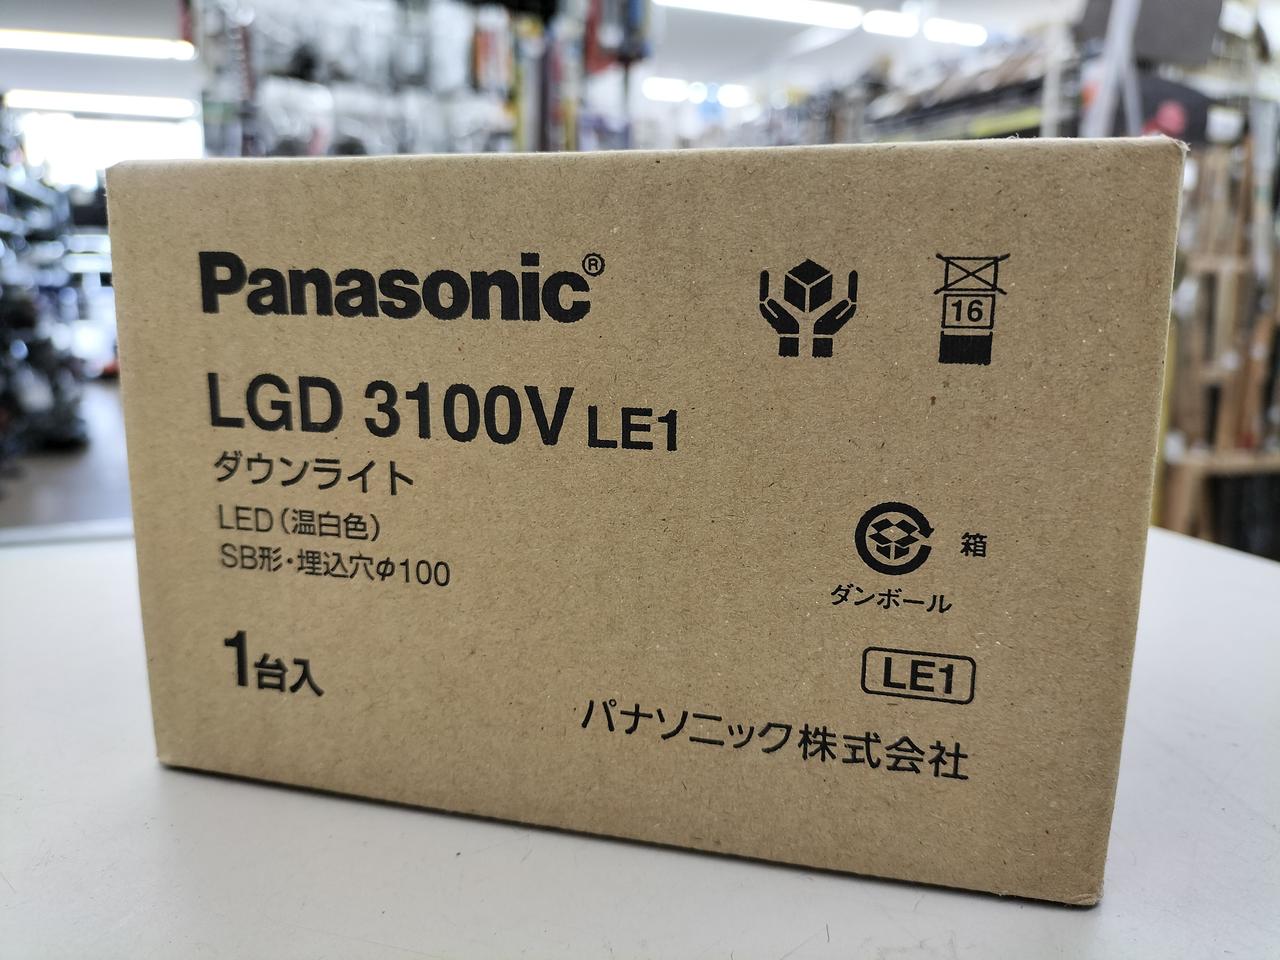 Panasonic®
16
LGD 3100V LE1
ダウンライト
LED(温白色)
SB形・埋込穴φ100
箱
ダンボール
1台入
LE1
パナソニック株式会社